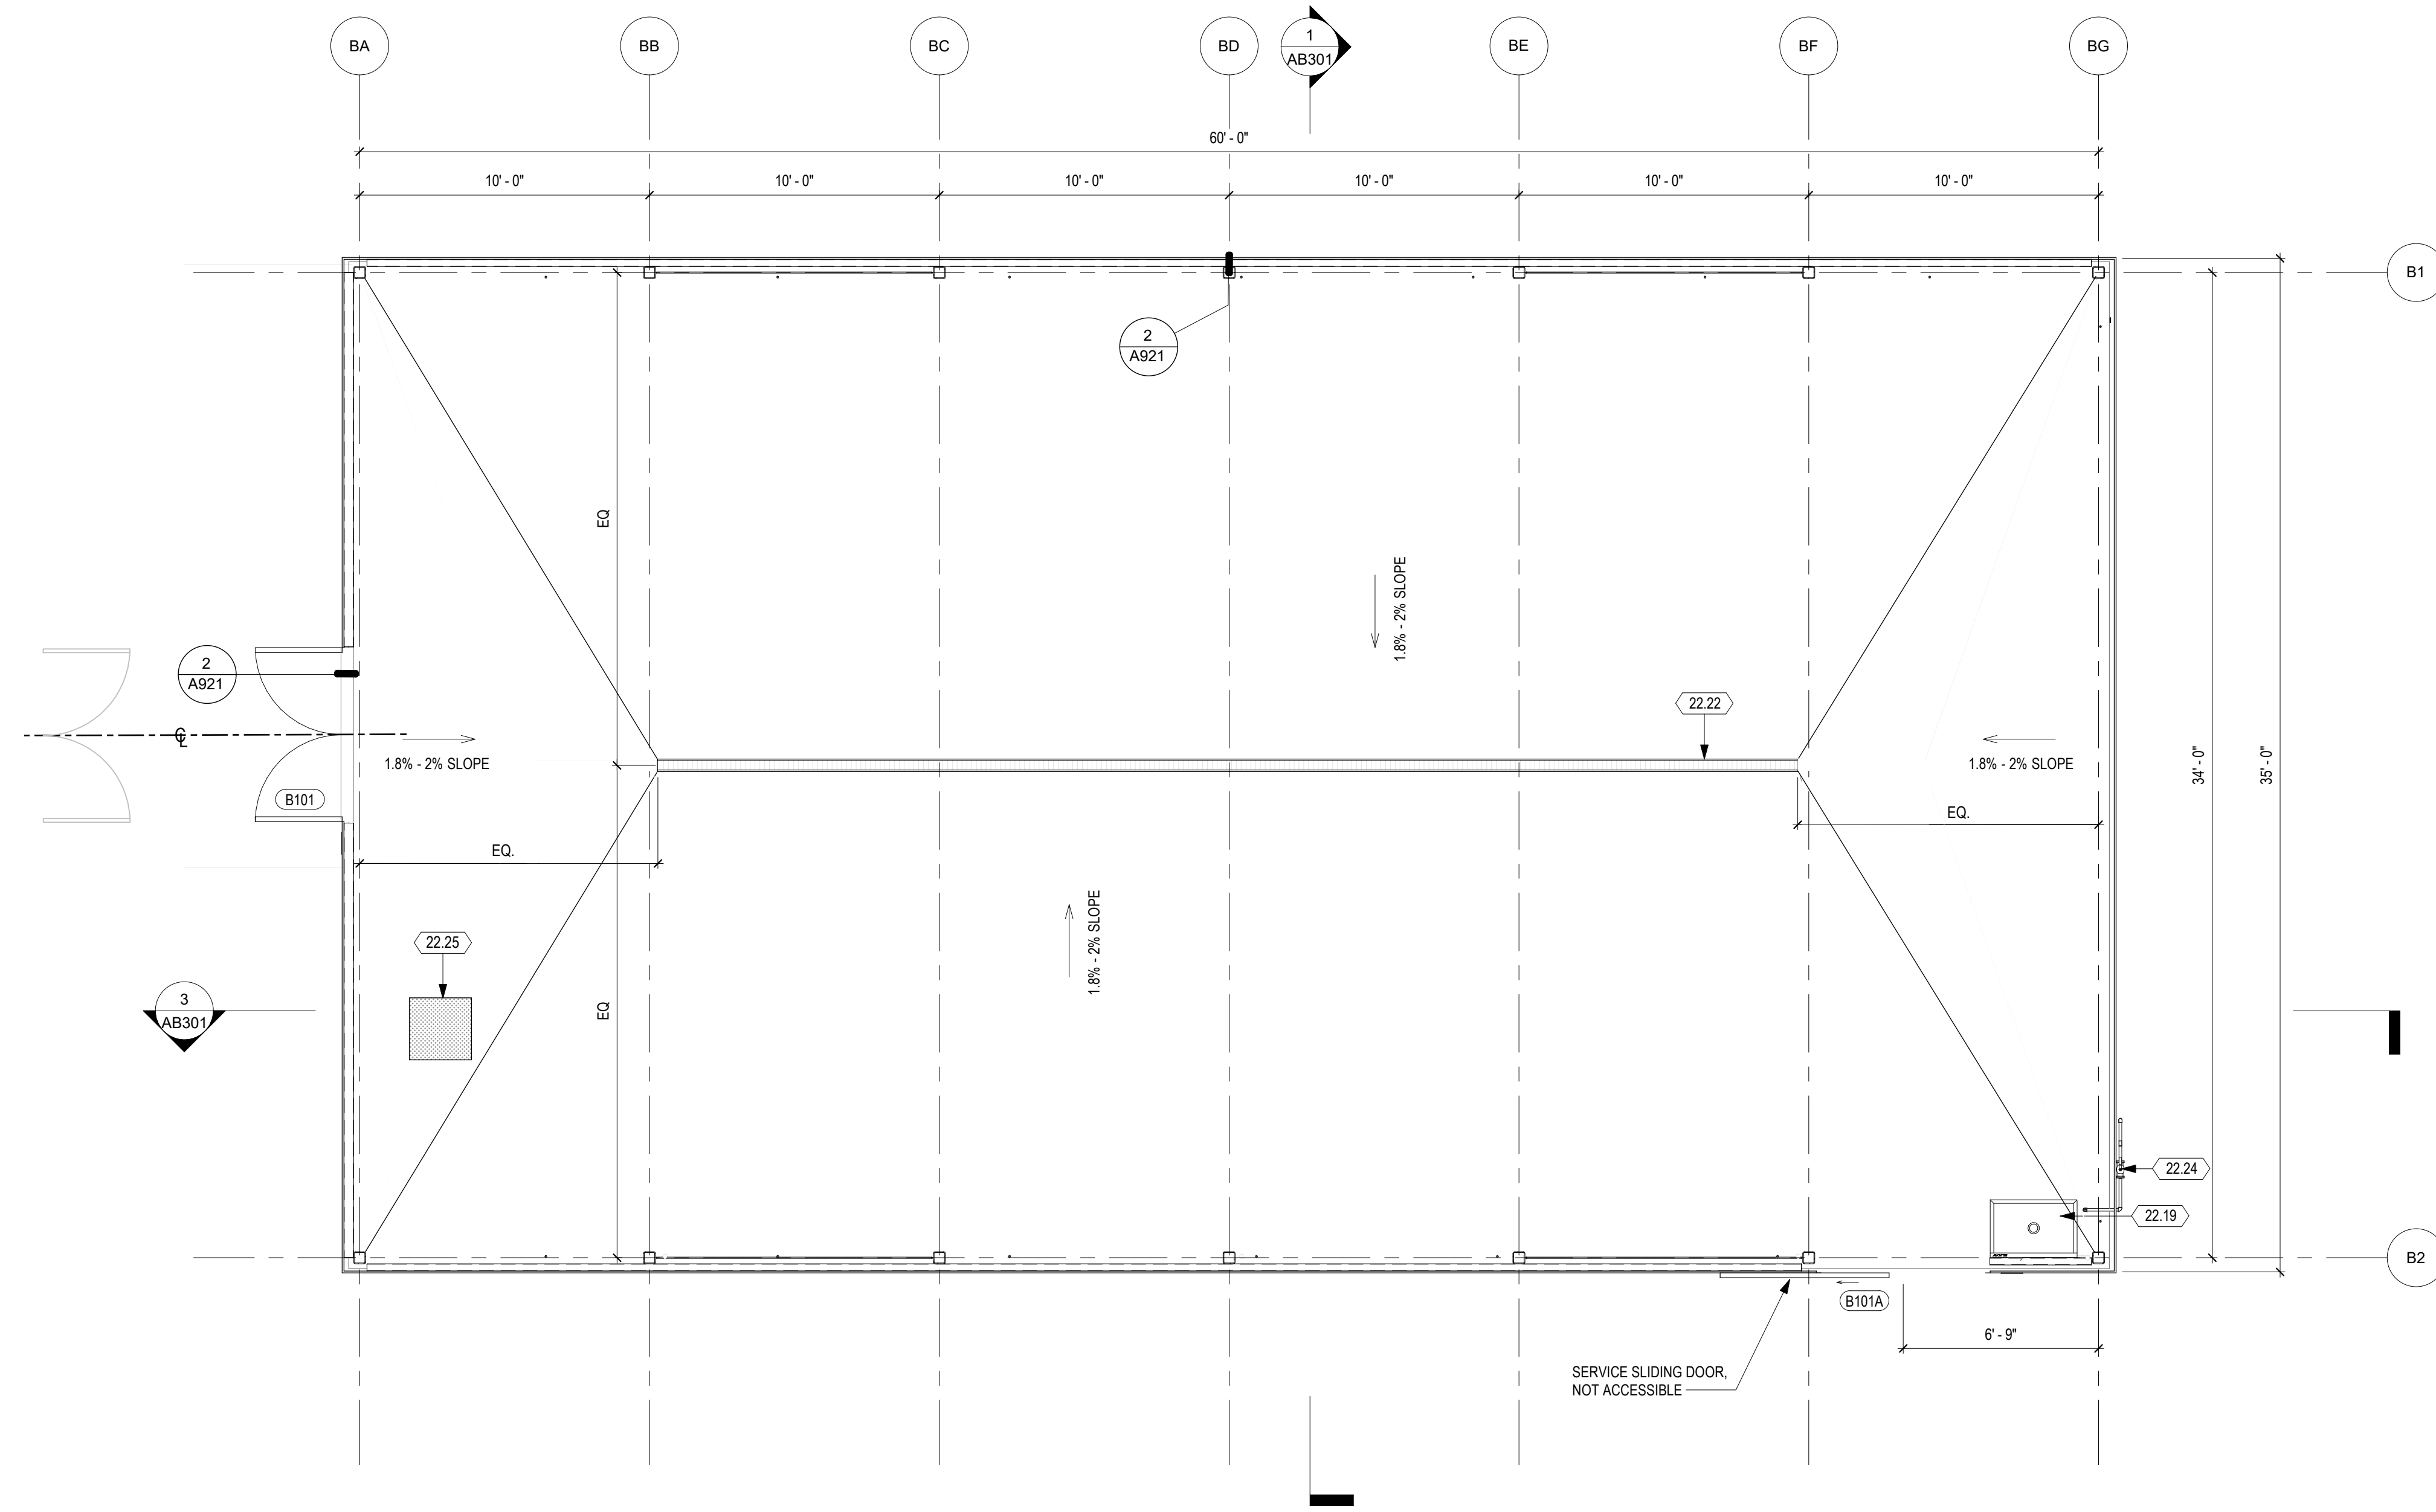 BA
BB
BC
BD
1
AB301
BE
BF
BG
60' - 0"
10' - 0"
10' - 0"
10' - 0"
10' - 0"
10' - 0"
10' - 0"
B1
2
A921
EQ
1.8% - 2% SLOPE
2
A921
22.22
℄
1.8% - 2% SLOPE
1.8% - 2% SLOPE
34' - 0"
35' - 0"
B101
EQ.
EQ.
22.25
1.8% - 2% SLOPE
EQ
3
AB301
22.24
22.19
B2
B101A
6' - 9"
SERVICE SLIDING DOOR,
NOT ACCESSIBLE